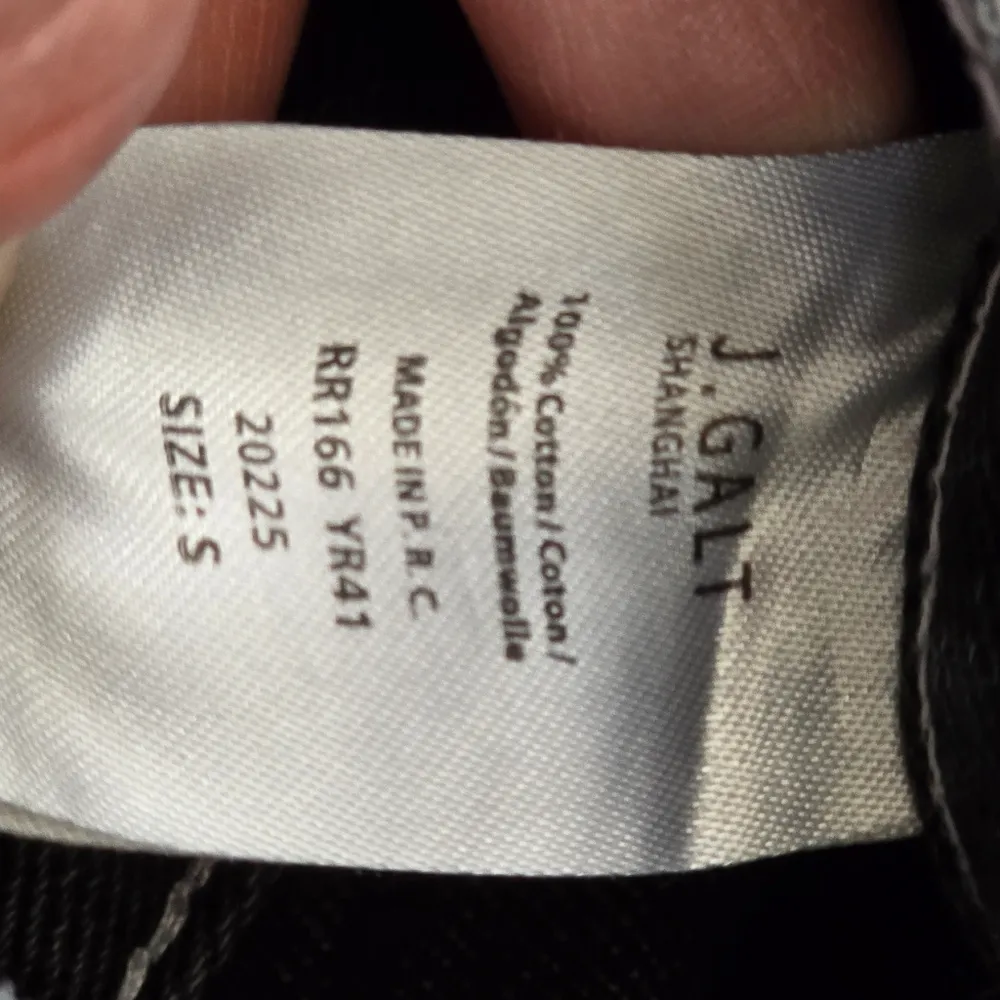 J.GALT
SHANGHAI
100% Cotton / Coton /
Algodón / Baumwolle
MADE IN P.R.C.
RR166 YR41
20225
SIZE: S